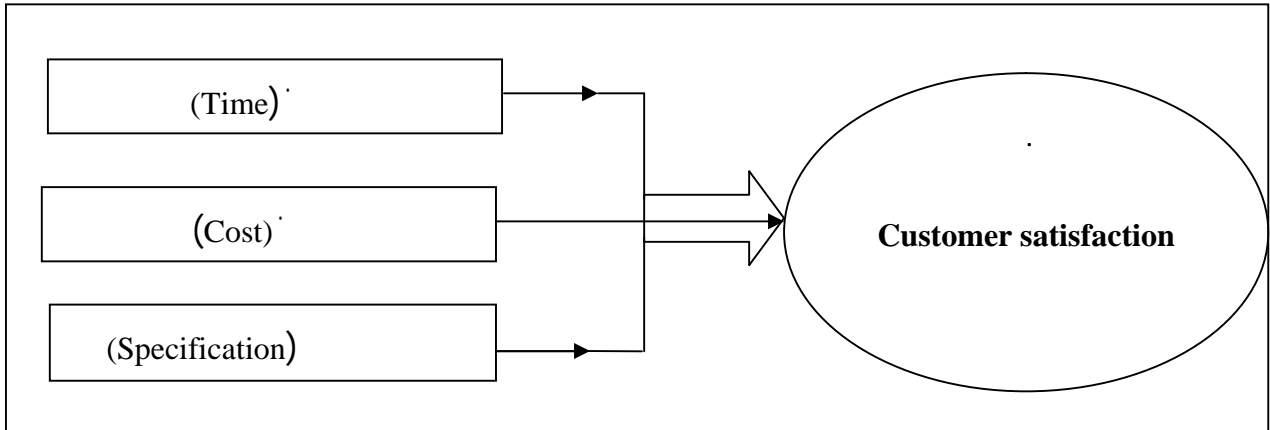 (Time)
(Cost)
(Specification)
Customer satisfaction